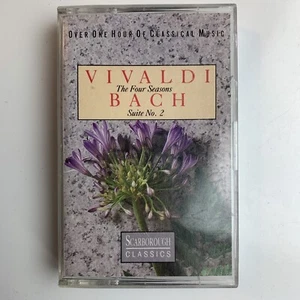 OVER ONE HOUR OF CLASSICAL MUSIC
VIVALDI
The Four Seasons
BACH
Suite No. 2
SCARBOROUGH
CLASSICS